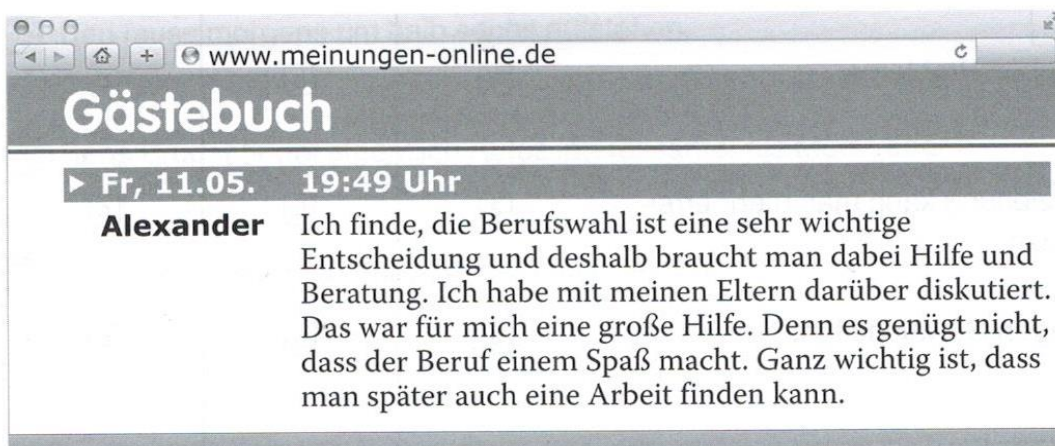 www.meinungen-online.de
Gästebuch
Fr, 11.05. 19:49 Uhr
Alexander Ich finde, die Berufswahl ist eine sehr wichtige
Entscheidung und deshalb braucht man dabei Hilfe und
Beratung. Ich habe mit meinen Eltern darüber diskutiert.
Das war für mich eine große Hilfe. Denn es genügt nicht,
dass der Beruf einem Spaß macht. Ganz wichtig ist, dass
man später auch eine Arbeit finden kann.